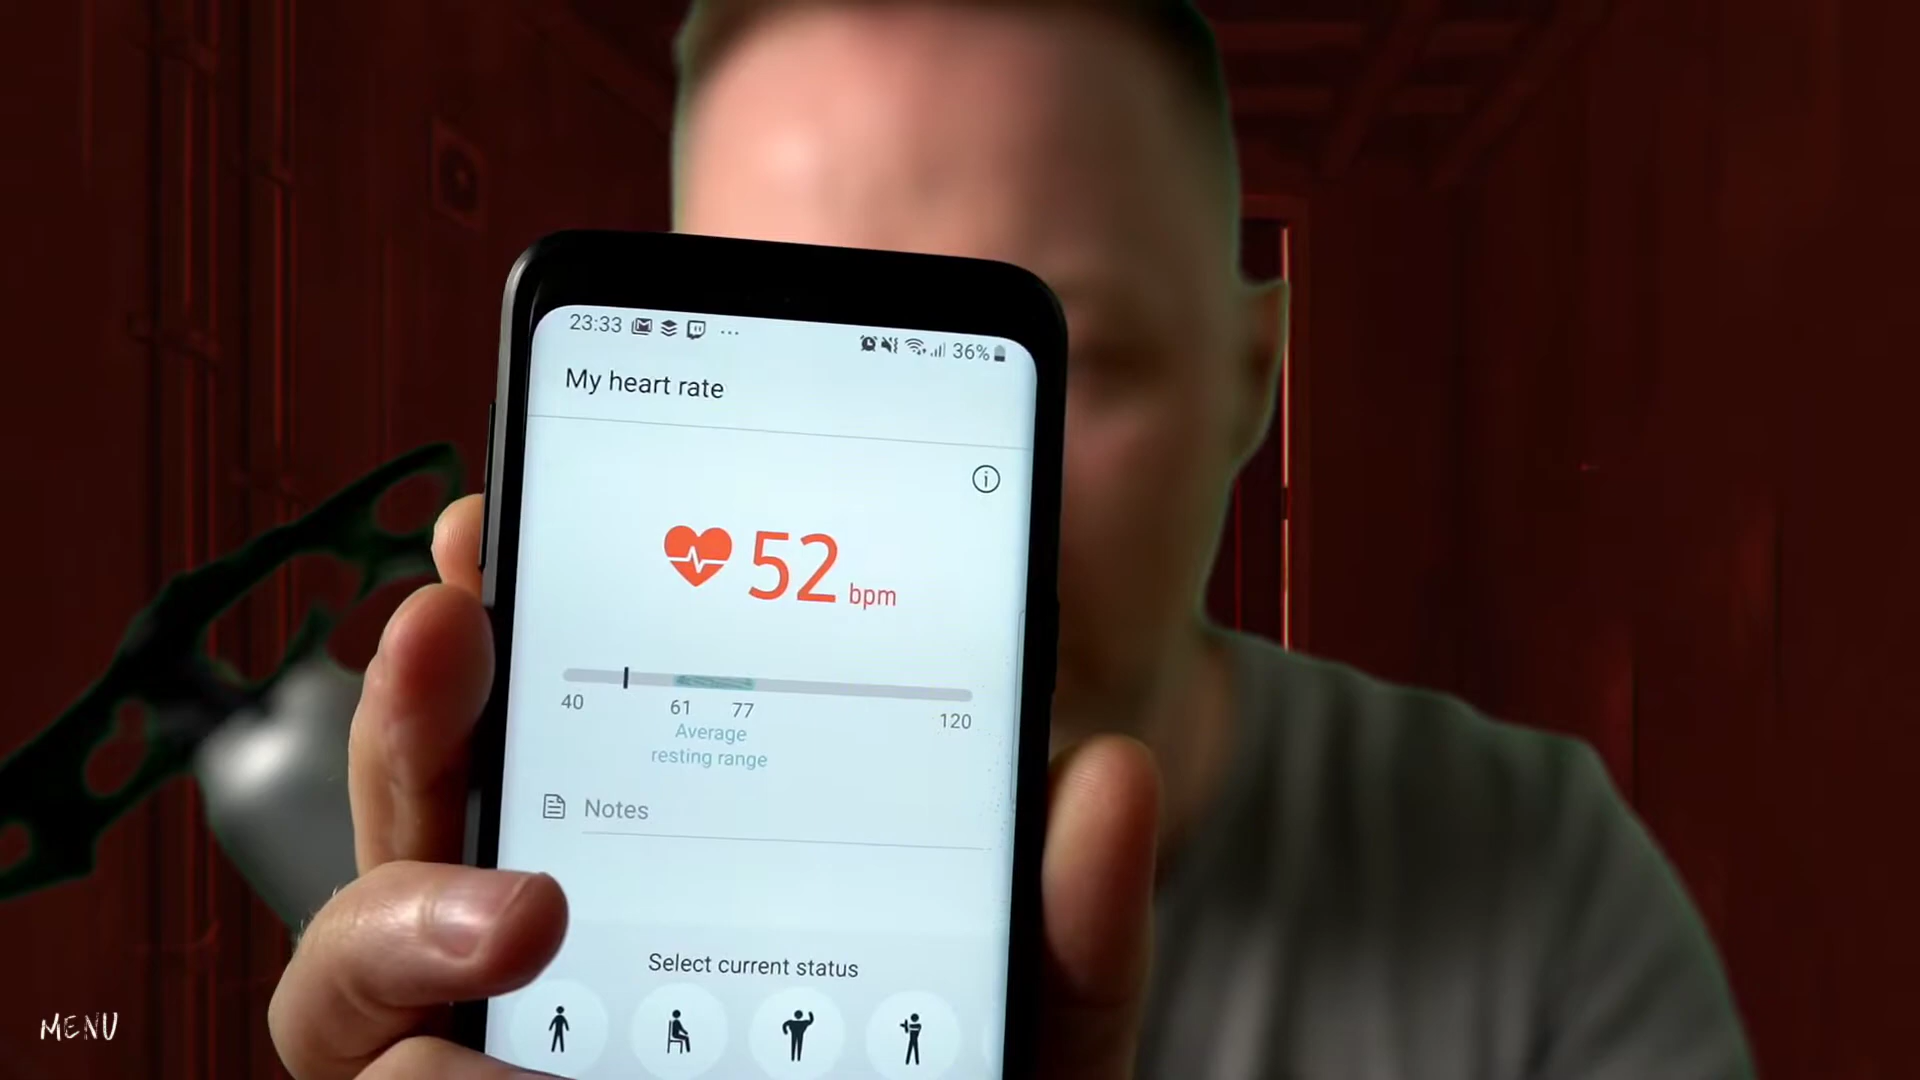 23:33 ... 36%
My heart rate
52 bpm
40 61 77 120
Average
resting range
Notes
Select current status
MENU